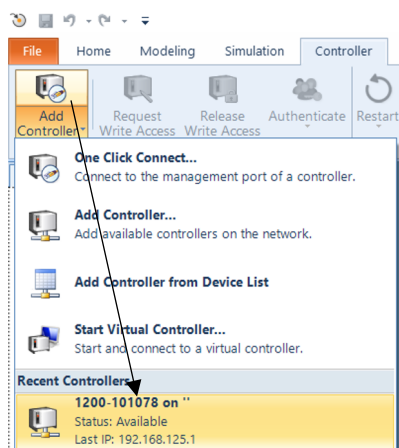 File Home Modeling Simulation Controller
Add Controller
Request Write Access
Release Write Access
Authenticate
Restart
One Click Connect...
Connect to the management port of a controller.
Add Controller...
Add available controllers on the network.
Add Controller from Device List
Start Virtual Controller...
Start and connect to a virtual controller.
Recent Controllers
1200-101078 on ''
Status: Available
Last IP: 192.168.125.1